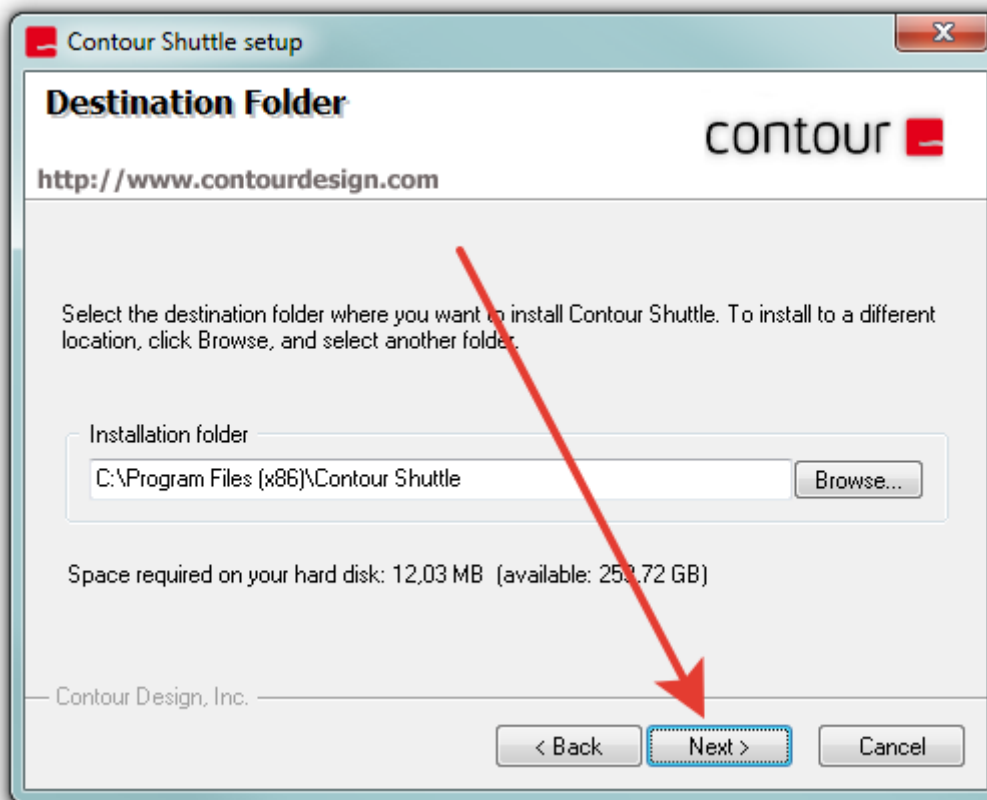 Contour Shuttle setup
Destination Folder
contour
http://www.contourdesign.com
Select the destination folder where you want to install Contour Shuttle. To install to a different
location, click Browse, and select another folder.
Installation folder
C:\Program Files (x86)\Contour Shuttle
Browse...
Space required on your hard disk: 12,03 MB (available: 253,72 GB)
Contour Design, Inc.
< Back
Next >
Cancel